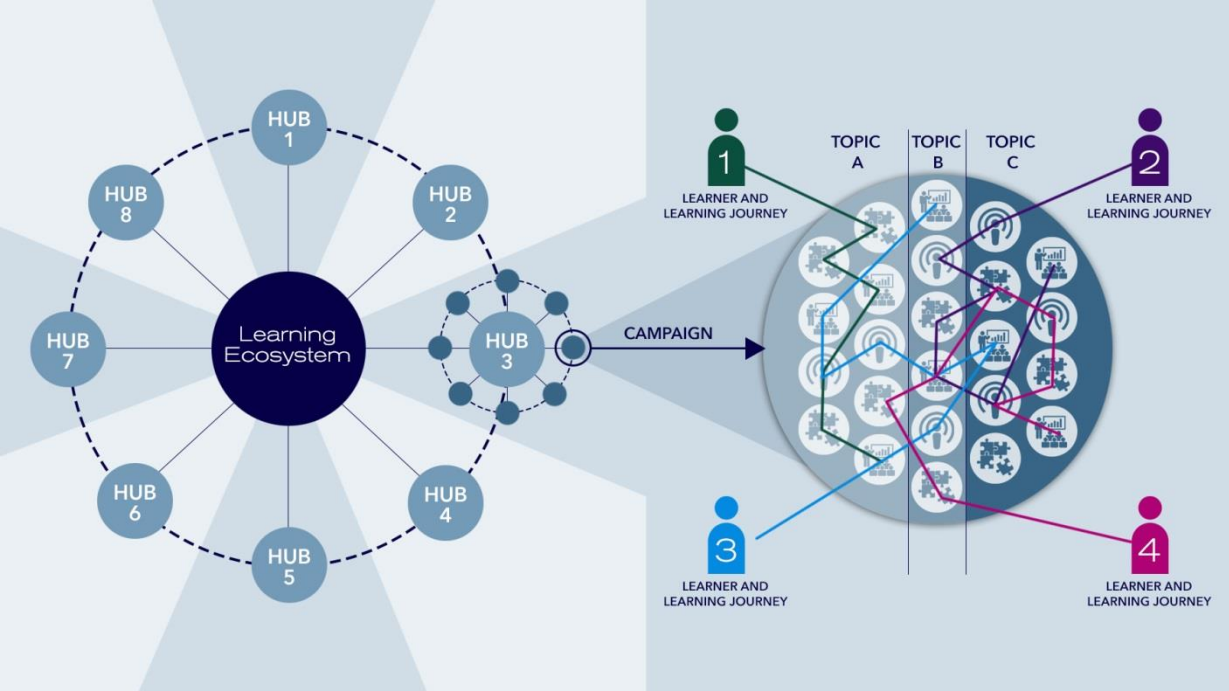 HUB
1
HUB
2
HUB
3
HUB
4
HUB
5
HUB
6
HUB
7
HUB
8
Learning
Ecosystem
CAMPAIGN
TOPIC
A
TOPIC
B
TOPIC
C
1
LEARNER AND
LEARNING JOURNEY
2
LEARNER AND
LEARNING JOURNEY
3
LEARNER AND
LEARNING JOURNEY
4
LEARNER AND
LEARNING JOURNEY